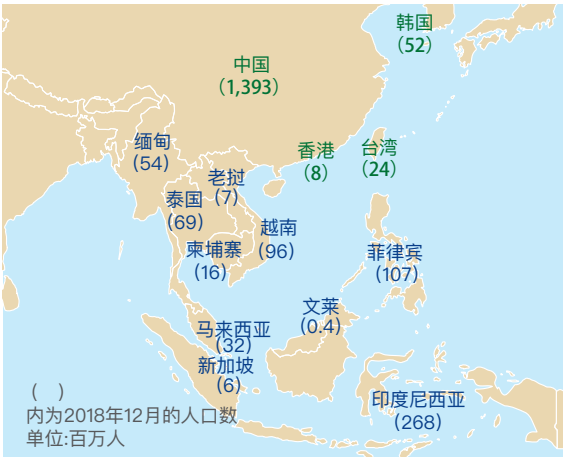 韩国
(52)
中国
(1,393)
缅甸
(54)
香港
(8)
台湾
(24)
老挝
(7)
泰国
(69)
越南
(96)
柬埔寨
(16)
菲律宾
(107)
文莱
(0.4)
马来西亚
(32)
新加坡
(6)
印度尼西亚
(268)
( )
内为2018年12月的人口数
单位:百万人